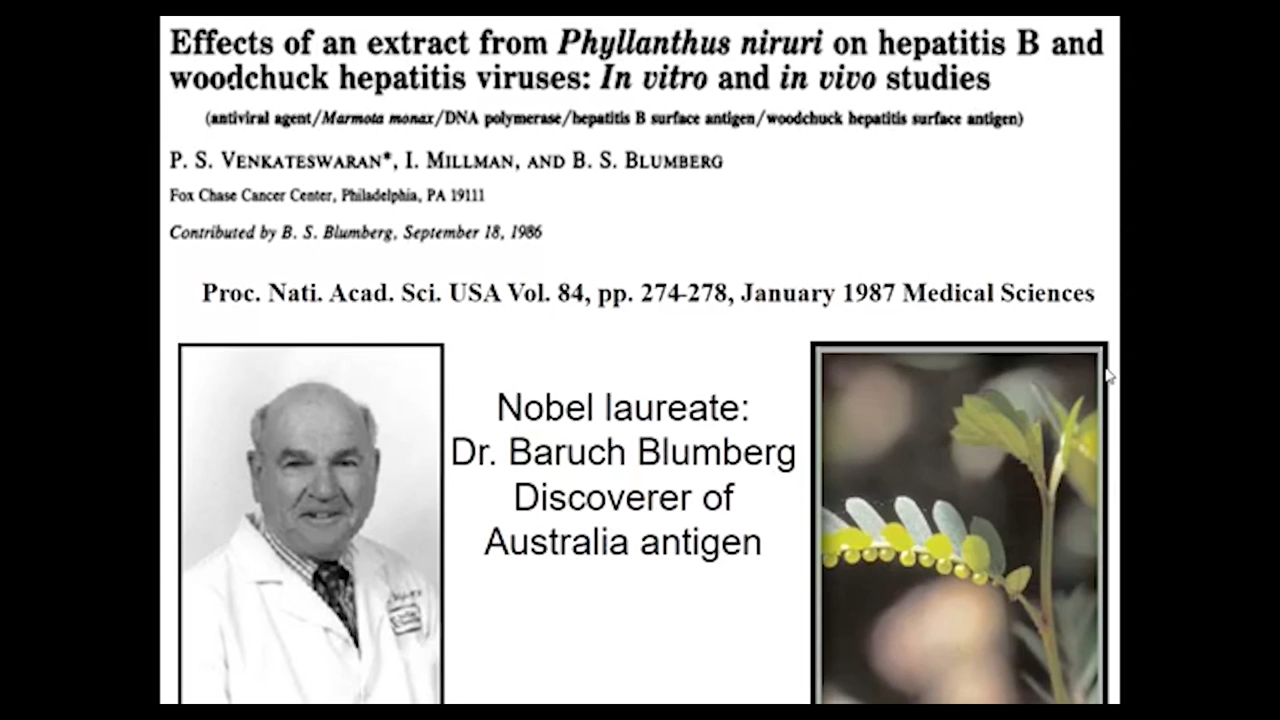 Effects of an extract from Phyllanthus niruri on hepatitis B and
woodchuck hepatitis viruses: In vitro and in vivo studies
(antiviral agent/Marmota monax/DNA polymerase/hepatitis B surface antigen/woodchuck hepatitis surface antigen)
P. S. VENKATESWARAN*, I. MILLMAN, AND B. S. BLUMBERG
Fox Chase Cancer Center, Philadelphia, PA 19111
Contributed by B. S. Blumberg, September 18, 1986
Proc. Nati. Acad. Sci. USA Vol. 84, pp. 274-278, January 1987 Medical Sciences
Nobel laureate:
Dr. Baruch Blumberg
Discoverer of
Australia antigen